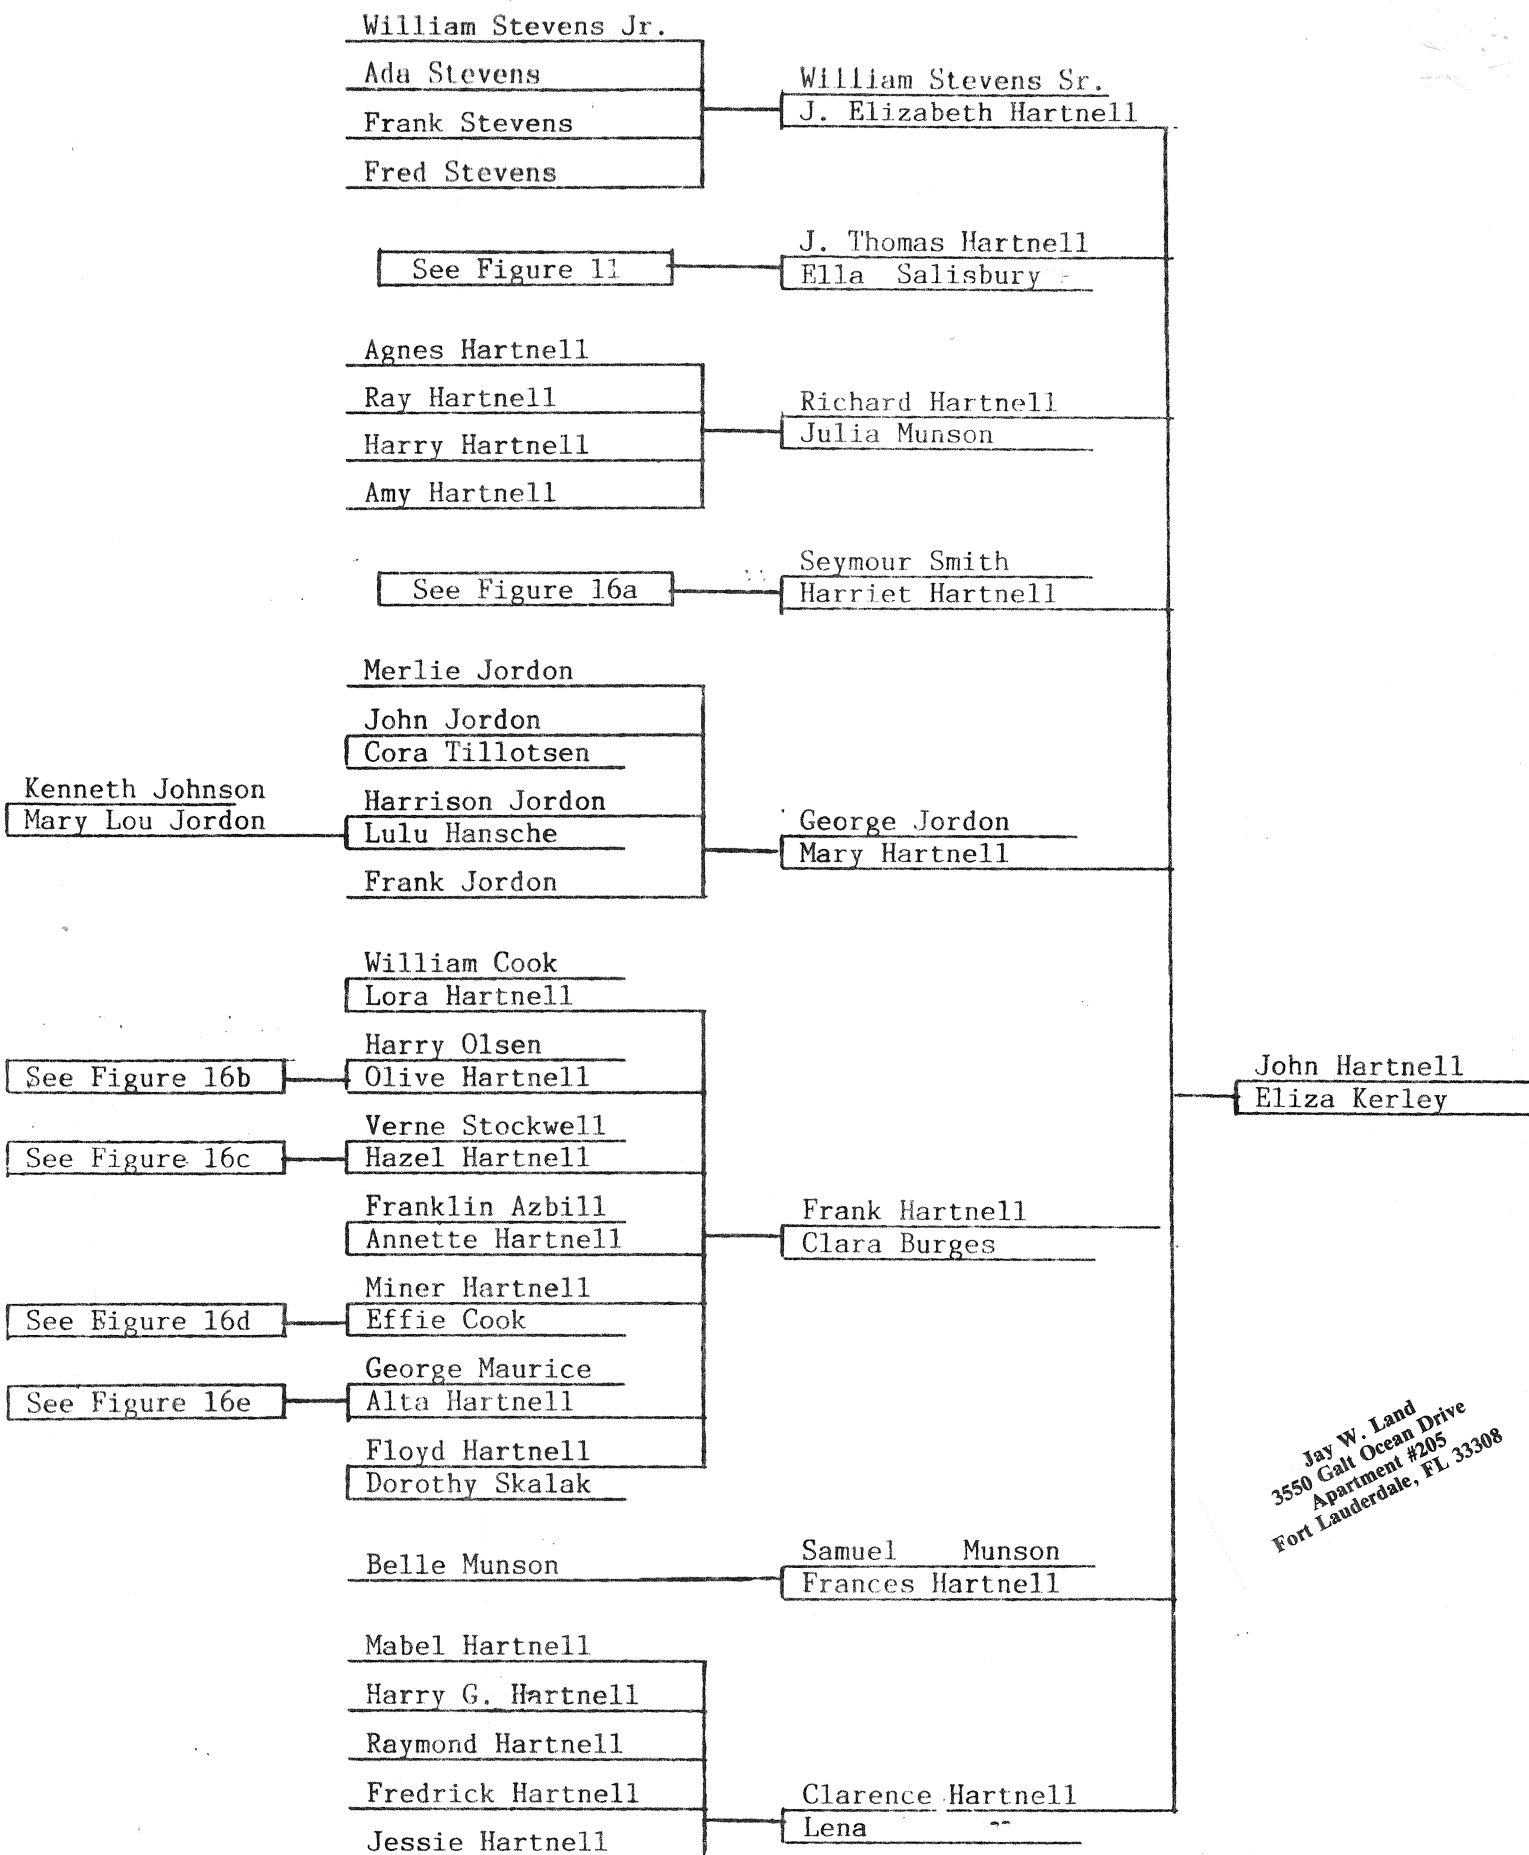 William Stevens Jr.
Ada Stevens
Frank Stevens
Fred Stevens
William Stevens Sr.
J. Elizabeth Hartnell
See Figure 11
J. Thomas Hartnell
Ella Salisbury
Agnes Hartnell
Ray Hartnell
Harry Hartnell
Amy Hartnell
Richard Hartnell
Julia Munson
See Figure 16a
Seymour Smith
Harriet Hartnell
Merlie Jordon
John Jordon
Cora Tillotsen
Kenneth Johnson
Mary Lou Jordon
Harrison Jordon
Lulu Hansche
Frank Jordon
George Jordon
Mary Hartnell
William Cook
Lora Hartnell
See Figure 16b
Harry Olsen
Olive Hartnell
See Figure 16c
Verne Stockwell
Hazel Hartnell
Franklin Azbill
Annette Hartnell
See Figure 16d
Miner Hartnell
Effie Cook
See Figure 16e
George Maurice
Alta Hartnell
Floyd Hartnell
Dorothy Skalak
Frank Hartnell
Clara Burges
John Hartnell
Eliza Kerley
Jay W. Land
3550 Galt Ocean Drive
Apartment #205
Fort Lauderdale, FL 33308
Belle Munson
Samuel Munson
Frances Hartnell
Mabel Hartnell
Harry G. Hartnell
Raymond Hartnell
Fredrick Hartnell
Jessie Hartnell
Clarence Hartnell
Lena